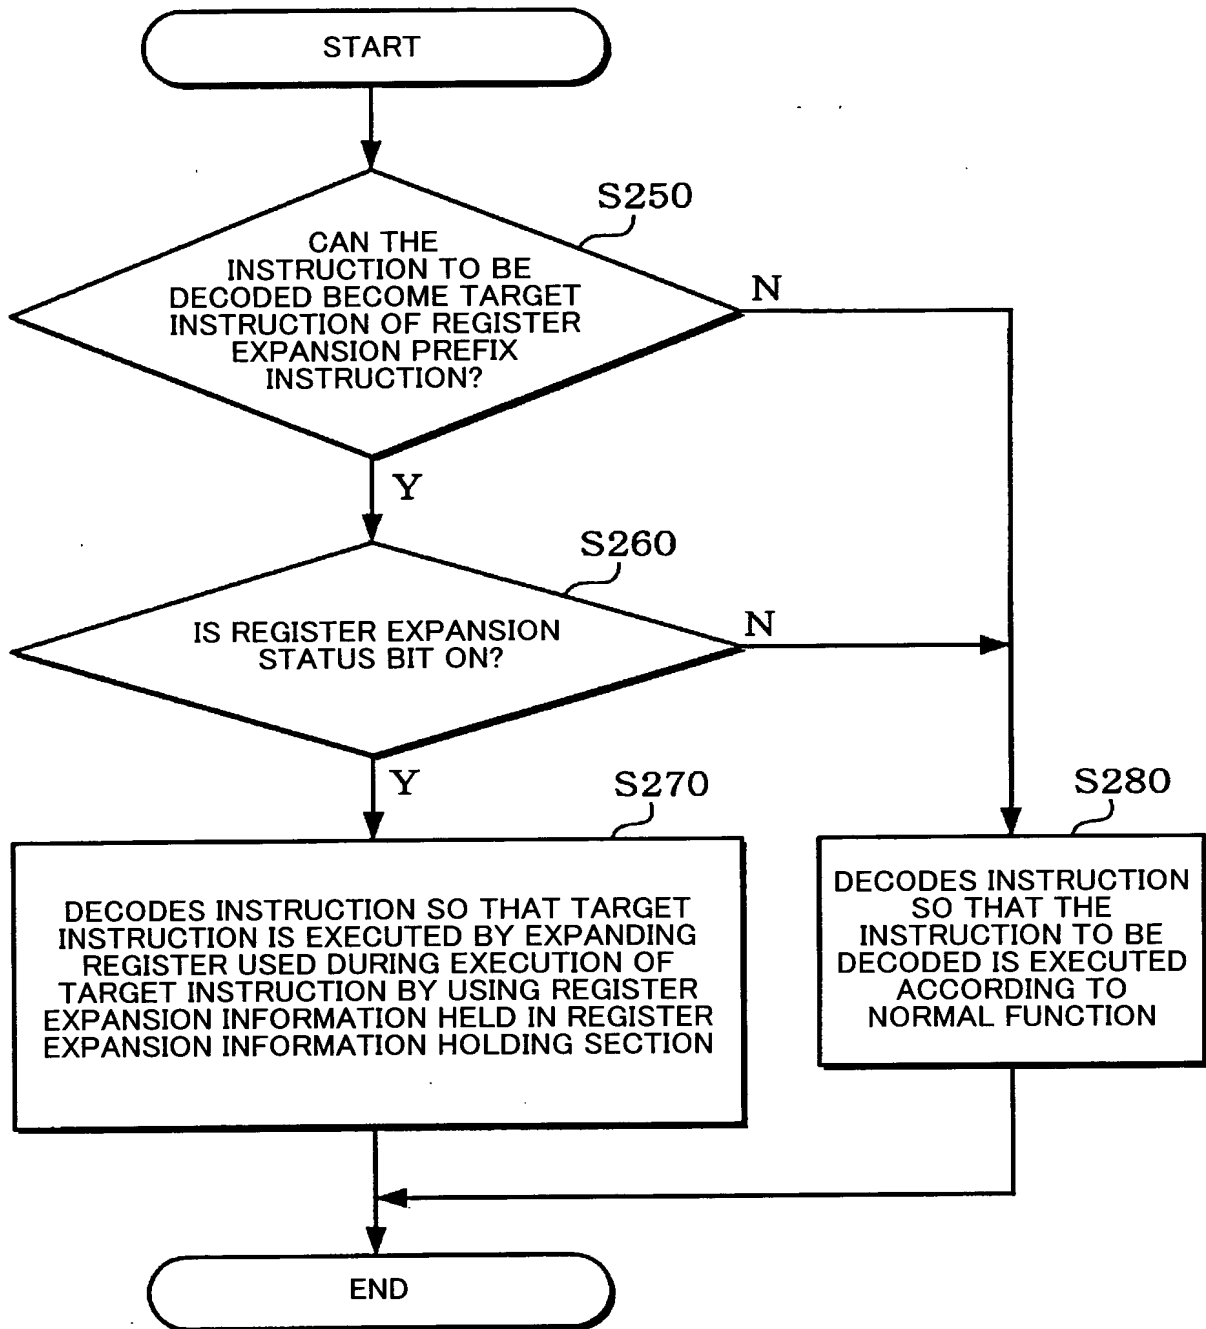 START
S250
CAN THE
INSTRUCTION TO BE
DECODED BECOME TARGET
INSTRUCTION OF REGISTER
EXPANSION PREFIX
INSTRUCTION?
N
Y
S260
IS REGISTER EXPANSION
STATUS BIT ON?
N
Y
S270
DECODES INSTRUCTION SO THAT TARGET
INSTRUCTION IS EXECUTED BY EXPANDING
REGISTER USED DURING EXECUTION OF
TARGET INSTRUCTION BY USING REGISTER
EXPANSION INFORMATION HELD IN REGISTER
EXPANSION INFORMATION HOLDING SECTION
S280
DECODES INSTRUCTION
SO THAT THE
INSTRUCTION TO BE
DECODED IS EXECUTED
ACCORDING TO
NORMAL FUNCTION
END